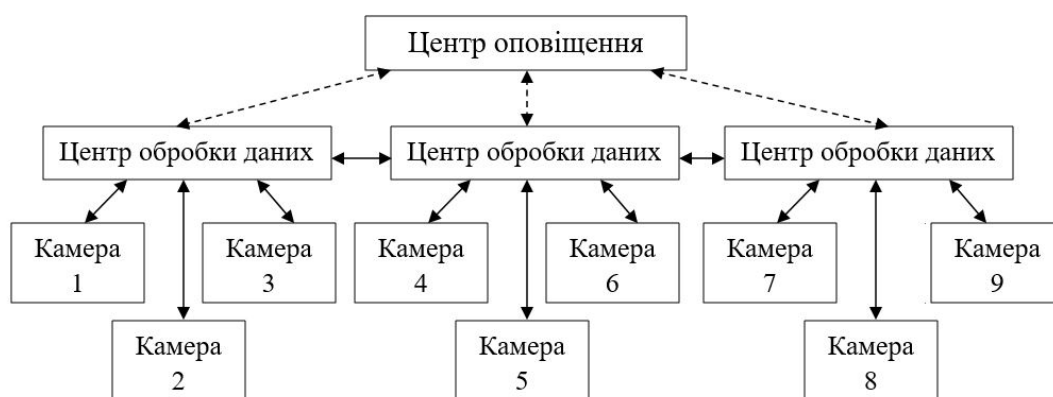 Центр оповіщення
Центр обробки даних
Центр обробки даних
Центр обробки даних
Камера
1
Камера
3
Камера
4
Камера
6
Камера
7
Камера
9
Камера
2
Камера
5
Камера
8